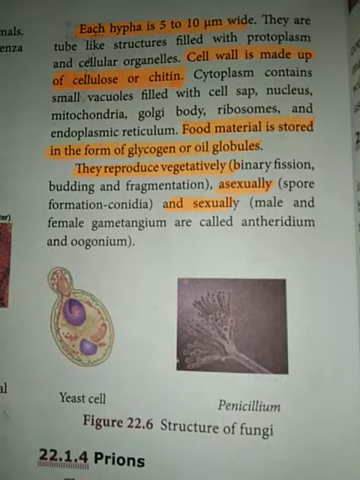 Each hypha is 5 to 10 μm wide. They are
mals.
tube like structures filled with protoplasm
enza
and cellular organelles. Cell wall is made up
of cellulose or chitin. Cytoplasm contains
small vacuoles filled with cell sap, nucleus,
mitochondria, golgi body, ribosomes, and
endoplasmic reticulum. Food material is stored
in the form of glycogen or oil globules.
They reproduce vegetatively (binary fission,
budding and fragmentation), asexually (spore
formation-conidia) and sexually (male and
female gametangium are called antheridium
and oogonium).
ter)
al
Yeast cell
Penicillium
Figure 22.6 Structure of fungi
22.1.4 Prions